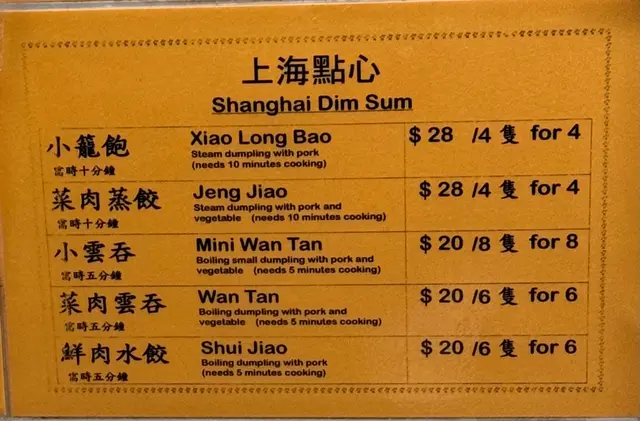 上海點心
Shanghai Dim Sum
小籠飽 Xiao Long Bao $ 28 /4 隻 for 4
Steam dumpling with pork
需時十分鐘 (needs 10 minutes cooking)
菜肉蒸餃 Jeng Jiao $ 28 /4 隻 for 4
Steam dumpling with pork and
需時十分鐘 vegetable (needs 10 minutes cooking)
小雲吞 Mini Wan Tan $ 20 /8 隻 for 8
Boiling small dumpling with pork and
需時五分鐘 vegetable (needs 5 minutes cooking)
菜肉雲吞 Wan Tan $ 20 /6 隻 for 6
Boiling dumpling with pork and
需時五分鐘 vegetable (needs 5 minutes cooking)
鮮肉水餃 Shui Jiao $ 20 /6 隻 for 6
Boiling dumpling with pork
需時五分鐘 (needs 5 minutes cooking)